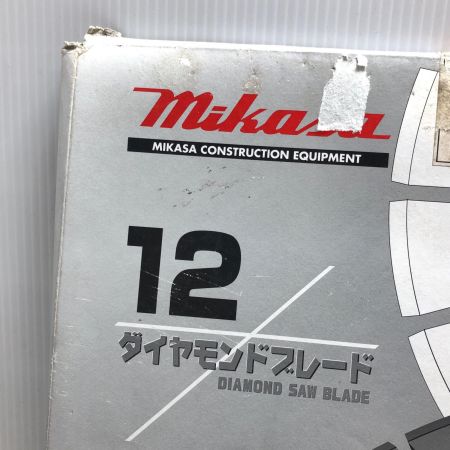 mikasa
MIKASA CONSTRUCTION EQUIPMENT
12
ダイヤモンドブレード
DIAMOND SAW BLADE